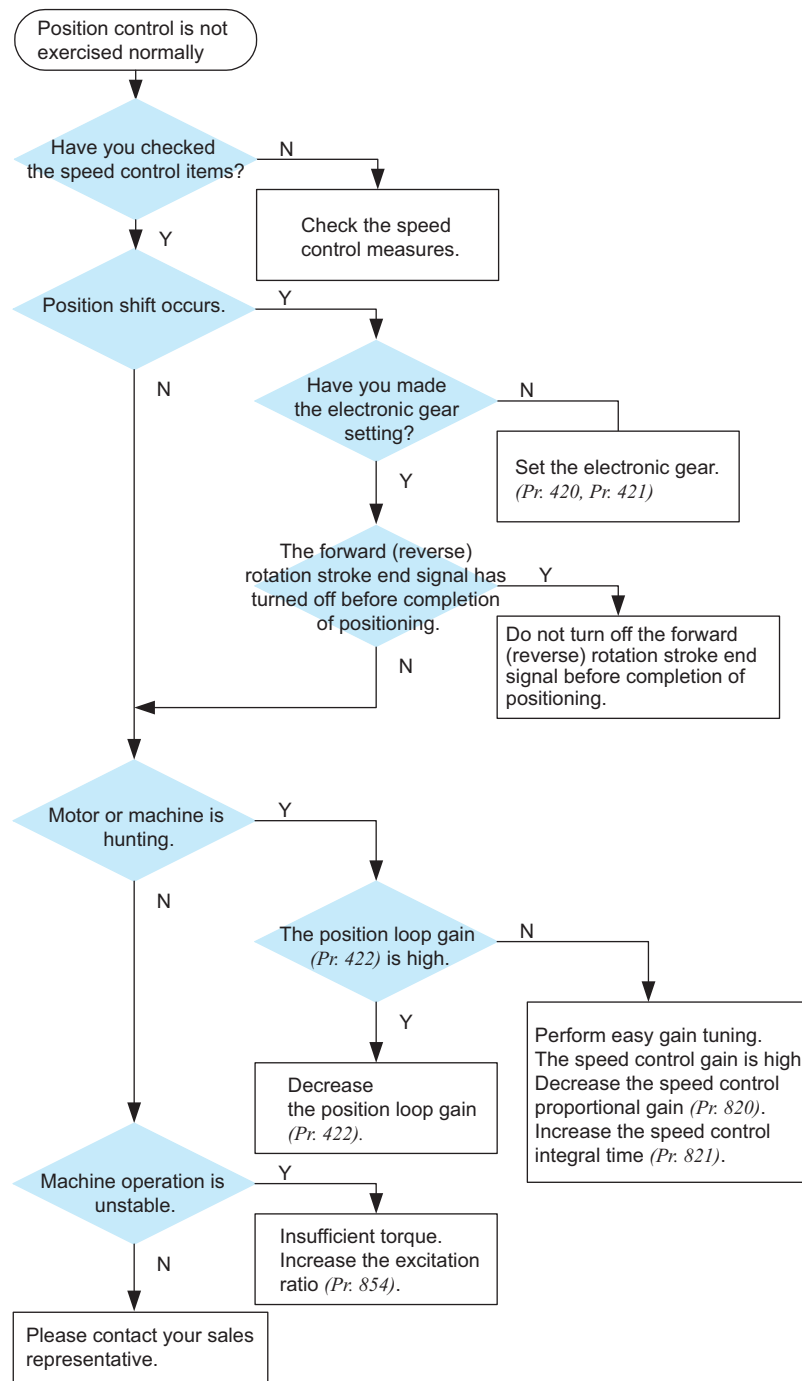 Position control is not
exercised normally
Have you checked
the speed control items?
N
Y
Check the speed
control measures.
Position shift occurs.
Y
N
Have you made
the electronic gear
setting?
N
Y
Set the electronic gear.
(Pr. 420, Pr. 421)
The forward (reverse)
rotation stroke end signal has
turned off before completion
of positioning.
Y
N
Do not turn off the forward
(reverse) rotation stroke end
signal before completion of
positioning.
Motor or machine is
hunting.
Y
N
The position loop gain
(Pr. 422) is high.
N
Y
Decrease
the position loop gain
(Pr. 422).
Perform easy gain tuning.
The speed control gain is high
Decrease the speed control
proportional gain (Pr. 820).
Increase the speed control
integral time (Pr. 821).
Machine operation is
unstable.
Y
N
Insufficient torque.
Increase the excitation
ratio (Pr. 854).
Please contact your sales
representative.